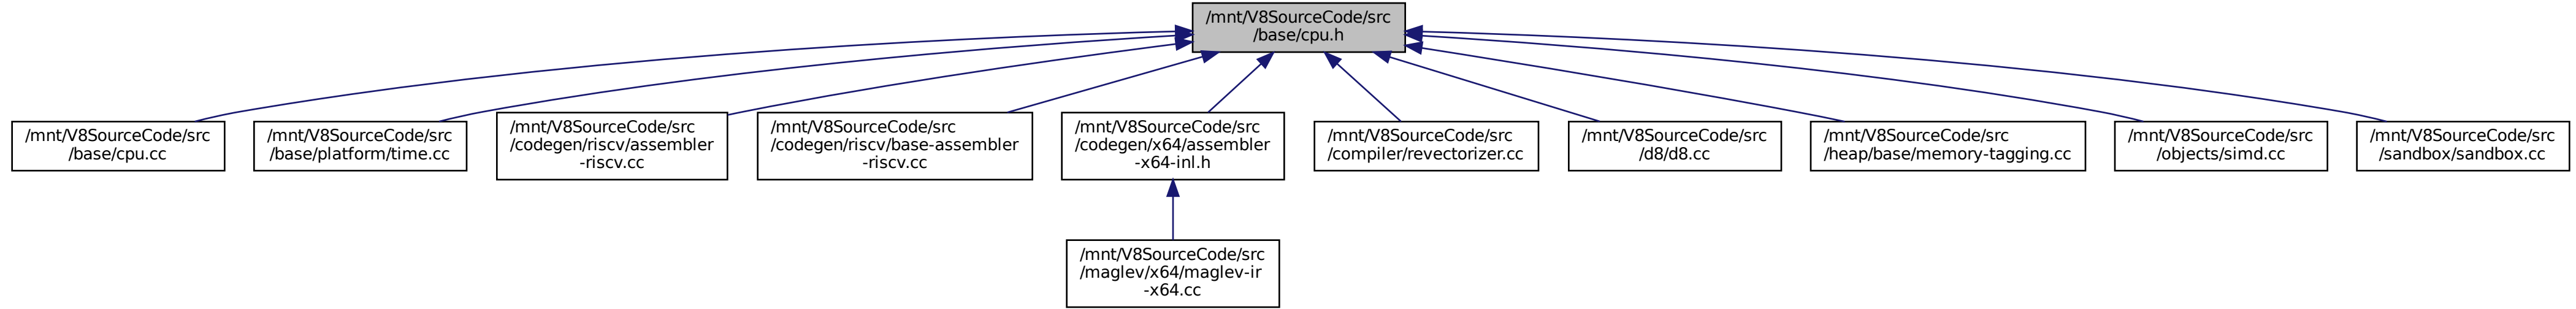 /mnt/V8SourceCode/src
/base/cpu.h
/mnt/V8SourceCode/src
/base/cpu.cc
/mnt/V8SourceCode/src
/base/platform/time.cc
/mnt/V8SourceCode/src
/codegen/riscv/assembler
-riscv.cc
/mnt/V8SourceCode/src
/codegen/riscv/base-assembler
-riscv.cc
/mnt/V8SourceCode/src
/codegen/x64/assembler
-x64-inl.h
/mnt/V8SourceCode/src
/compiler/revectorizer.cc
/mnt/V8SourceCode/src
/d8/d8.cc
/mnt/V8SourceCode/src
/heap/base/memory-tagging.cc
/mnt/V8SourceCode/src
/objects/simd.cc
/mnt/V8SourceCode/src
/sandbox/sandbox.cc
/mnt/V8SourceCode/src
/maglev/x64/maglev-ir
-x64.cc